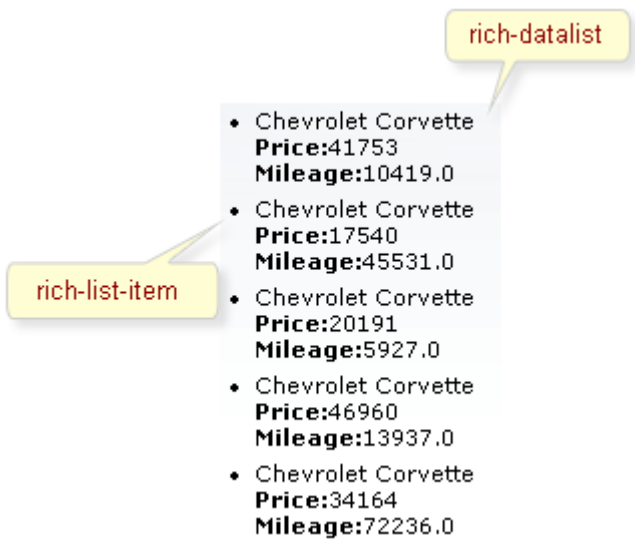 rich-datalist
• Chevrolet Corvette
Price:41753
Mileage:10419.0
• Chevrolet Corvette
Price:17540
Mileage:45531.0
rich-list-item
• Chevrolet Corvette
Price:20191
Mileage:5927.0
• Chevrolet Corvette
Price:46960
Mileage:13937.0
• Chevrolet Corvette
Price:34164
Mileage:72236.0